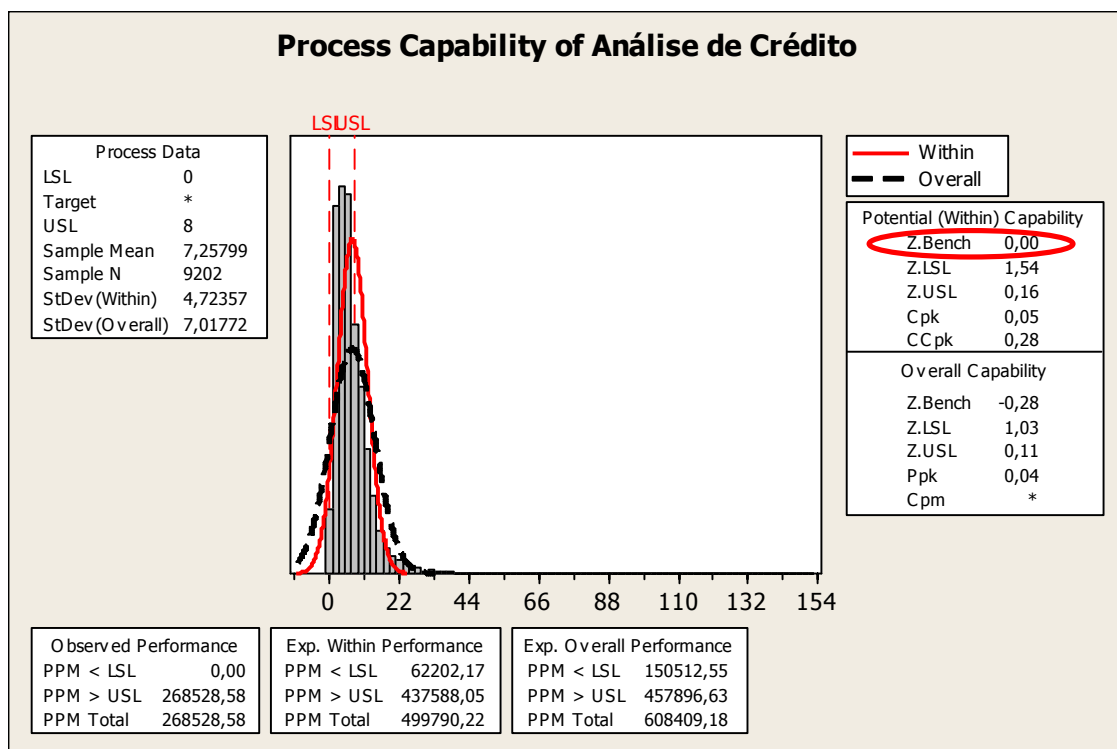 Process Capability of Análise de Crédito
LSL USL
Process Data
LSL 0
Target *
USL 8
Sample Mean 7,25799
Sample N 9202
StDev(Within) 4,72357
StDev(Overall) 7,01772
Within
Overall
Potential (Within) Capability
Z.Bench 0,00
Z.LSL 1,54
Z.USL 0,16
Cpk 0,05
CCpk 0,28
Overall Capability
Z.Bench -0,28
Z.LSL 1,03
Z.USL 0,11
Ppk 0,04
Cpm *
0 22 44 66 88 110 132 154
Observed Performance
PPM < LSL 0,00
PPM > USL 268528,58
PPM Total 268528,58
Exp. Within Performance
PPM < LSL 62202,17
PPM > USL 437588,05
PPM Total 499790,22
Exp. Overall Performance
PPM < LSL 150512,55
PPM > USL 457896,63
PPM Total 608409,18